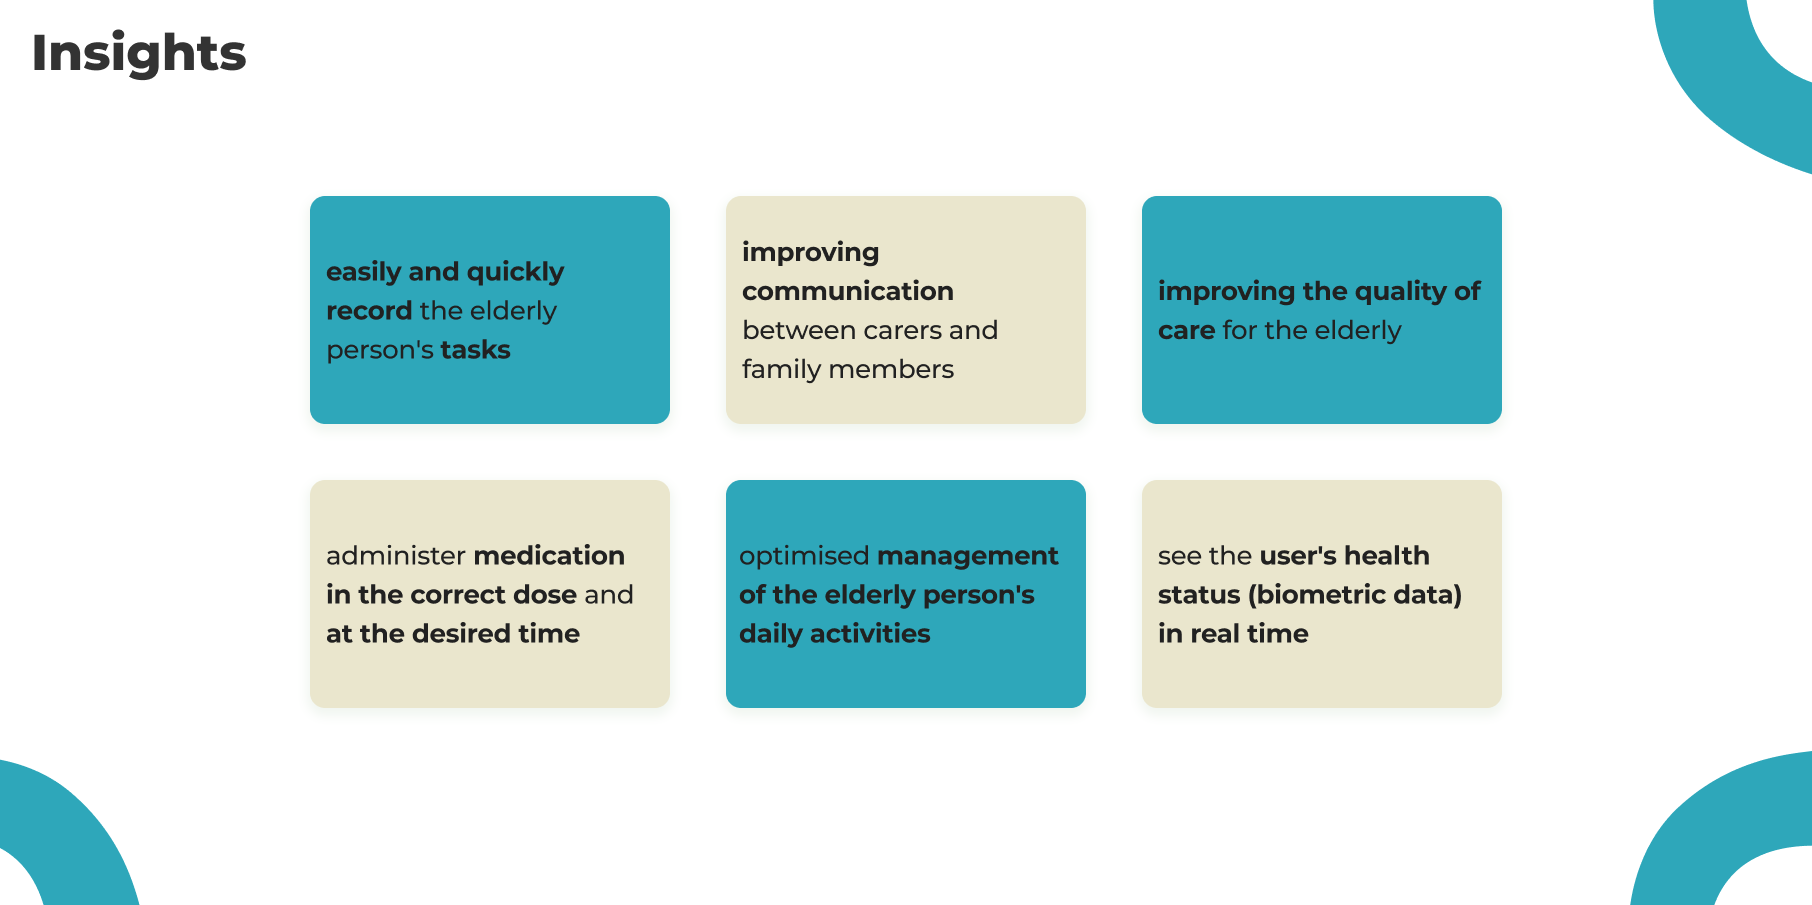 Insights
easily and quickly
record the elderly
person's tasks
improving
communication
between carers and
family members
improving the quality of
care for the elderly
administer medication
in the correct dose and
at the desired time
optimised management
of the elderly person's
daily activities
see the user's health
status (biometric data)
in real time